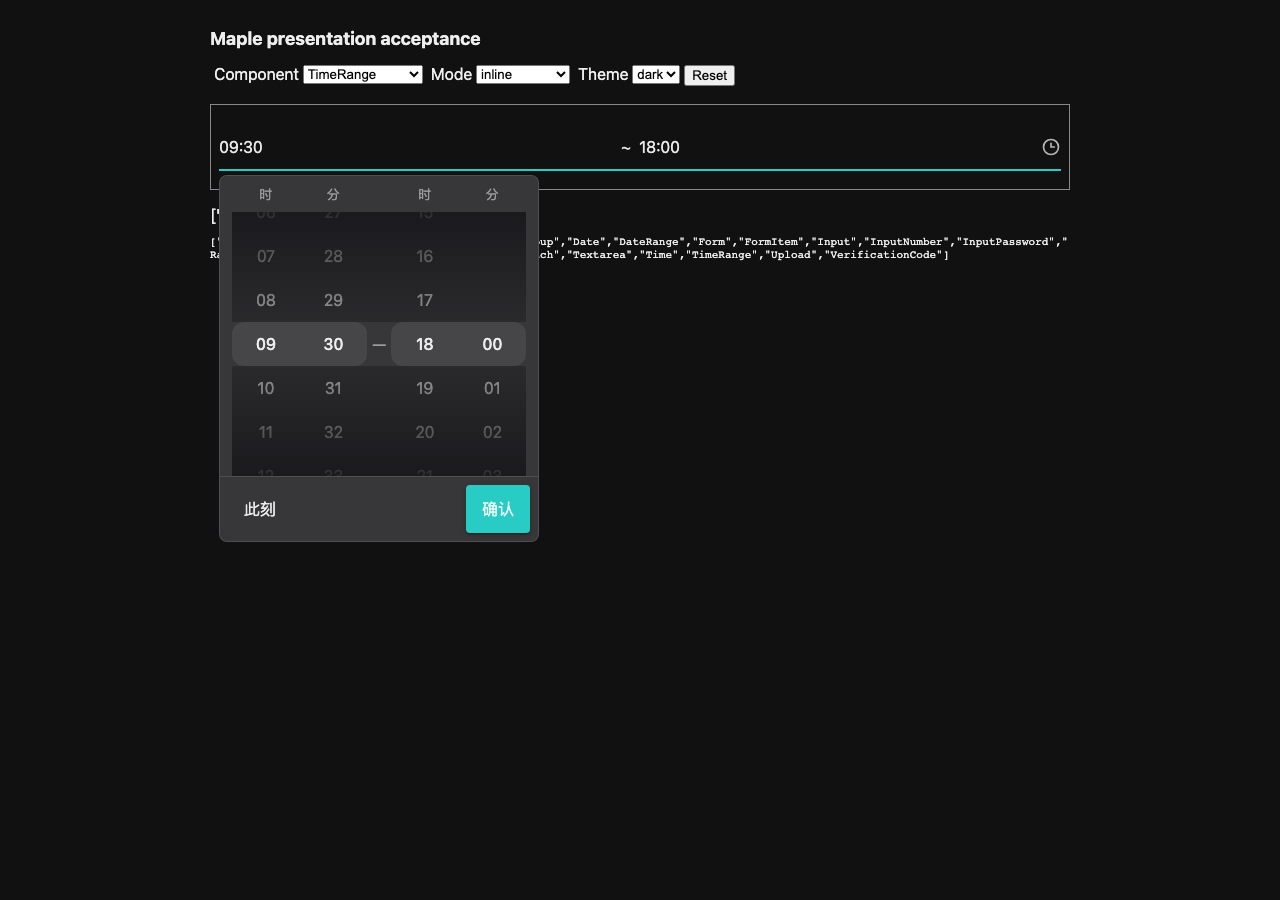 Maple presentation acceptance
Component TimeRange Mode inline Theme dark Reset
09:30 ~ 18:00
时 分 时 分
["
["
up","Date","DateRange","Form","FormItem","Input","InputNumber","InputPassword","
Ra
ch","Textarea","Time","TimeRange","Upload","VerificationCode"]
07 28 16
08 29 17
09 30 — 18 00
10 31 19 01
11 32 20 02
此刻 确认